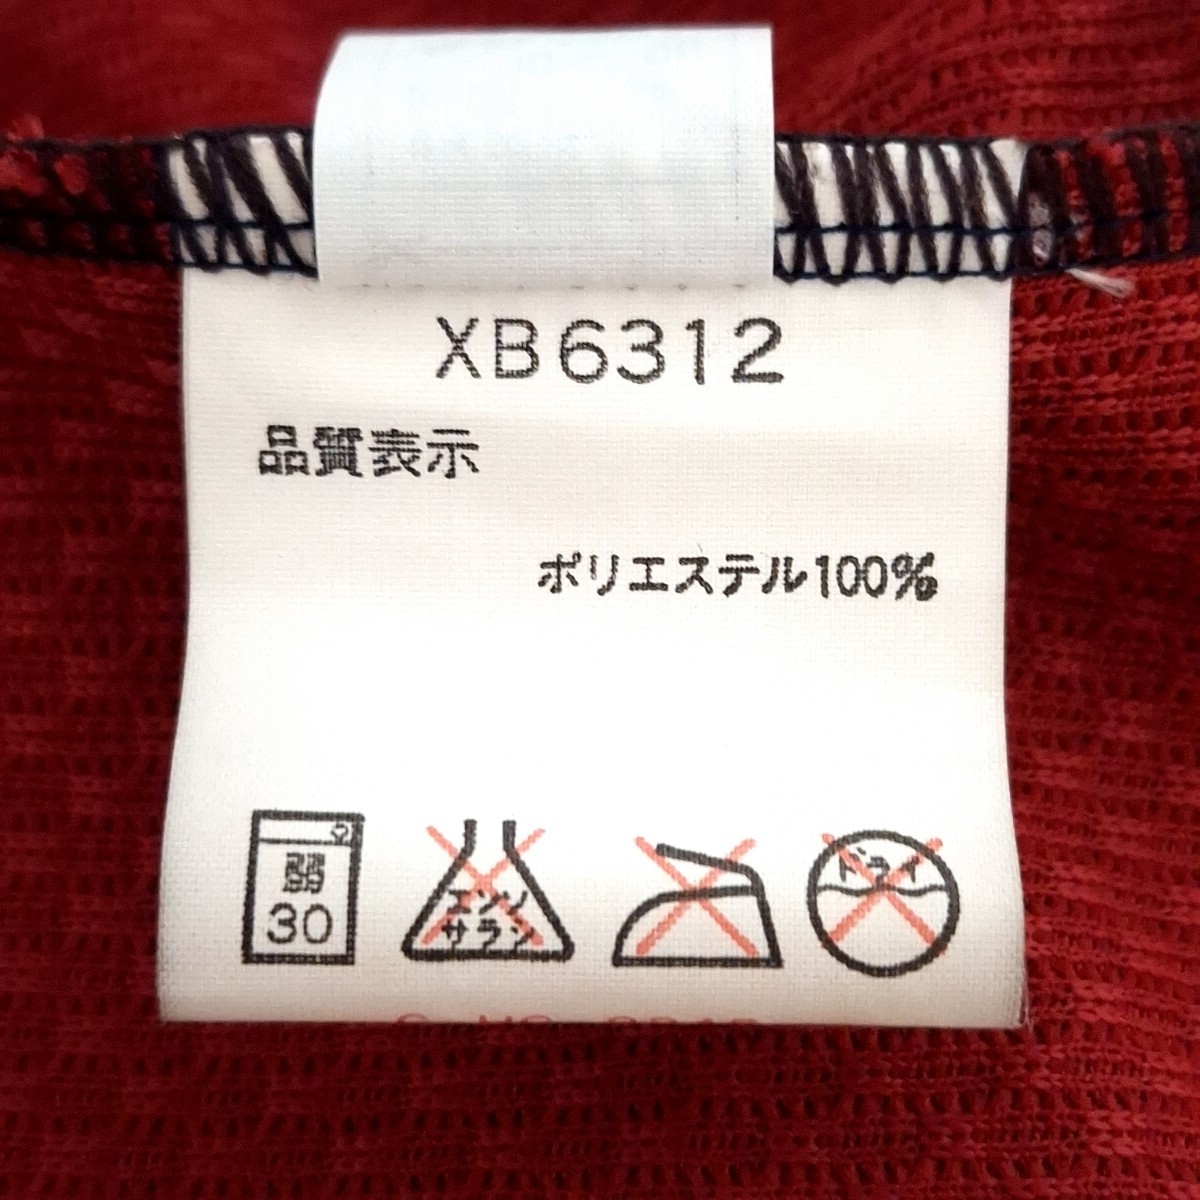 XB6312
品質表示
ポリエステル100%
弱
30
エンソ
サラシ
ドライ